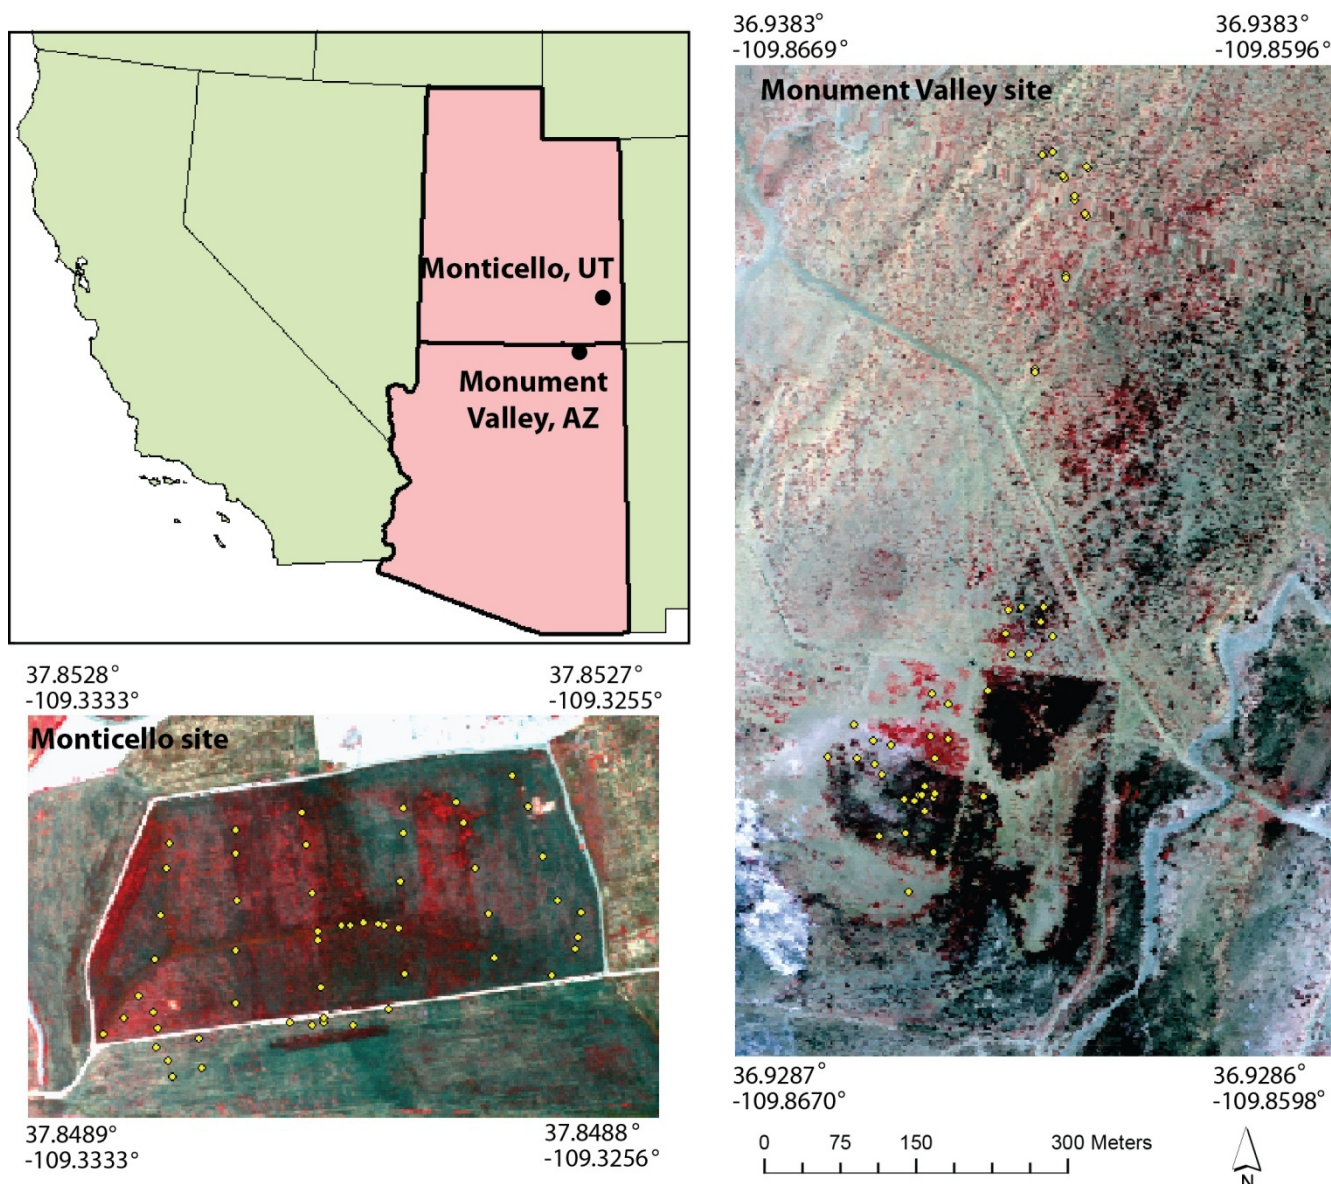 Monticello, UT
Monument
Valley, AZ
36.9383°
-109.8669°
36.9383°
-109.8596°
Monument Valley site
37.8528°
-109.3333°
37.8527°
-109.3255°
Monticello site
37.8489°
-109.3333°
37.8488°
-109.3256°
36.9287°
-109.8670°
36.9286°
-109.8598°
0 75 150 300 Meters
N